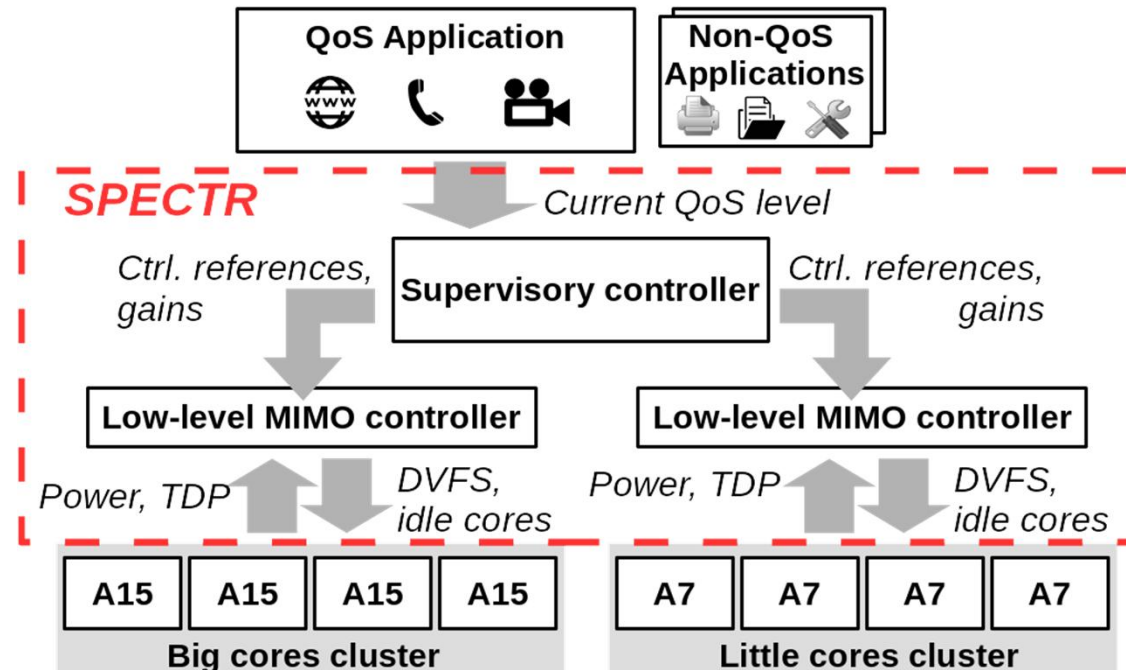 QoS Application
www
Non-QoS
Applications
SPECTR
Current QoS level
Ctrl. references,
gains
Supervisory controller
Ctrl. references,
gains
Low-level MIMO controller
Low-level MIMO controller
Power, TDP
DVFS,
idle cores
Power, TDP
DVFS,
idle cores
A15 A15 A15 A15
A7 A7 A7 A7
Big cores cluster
Little cores cluster